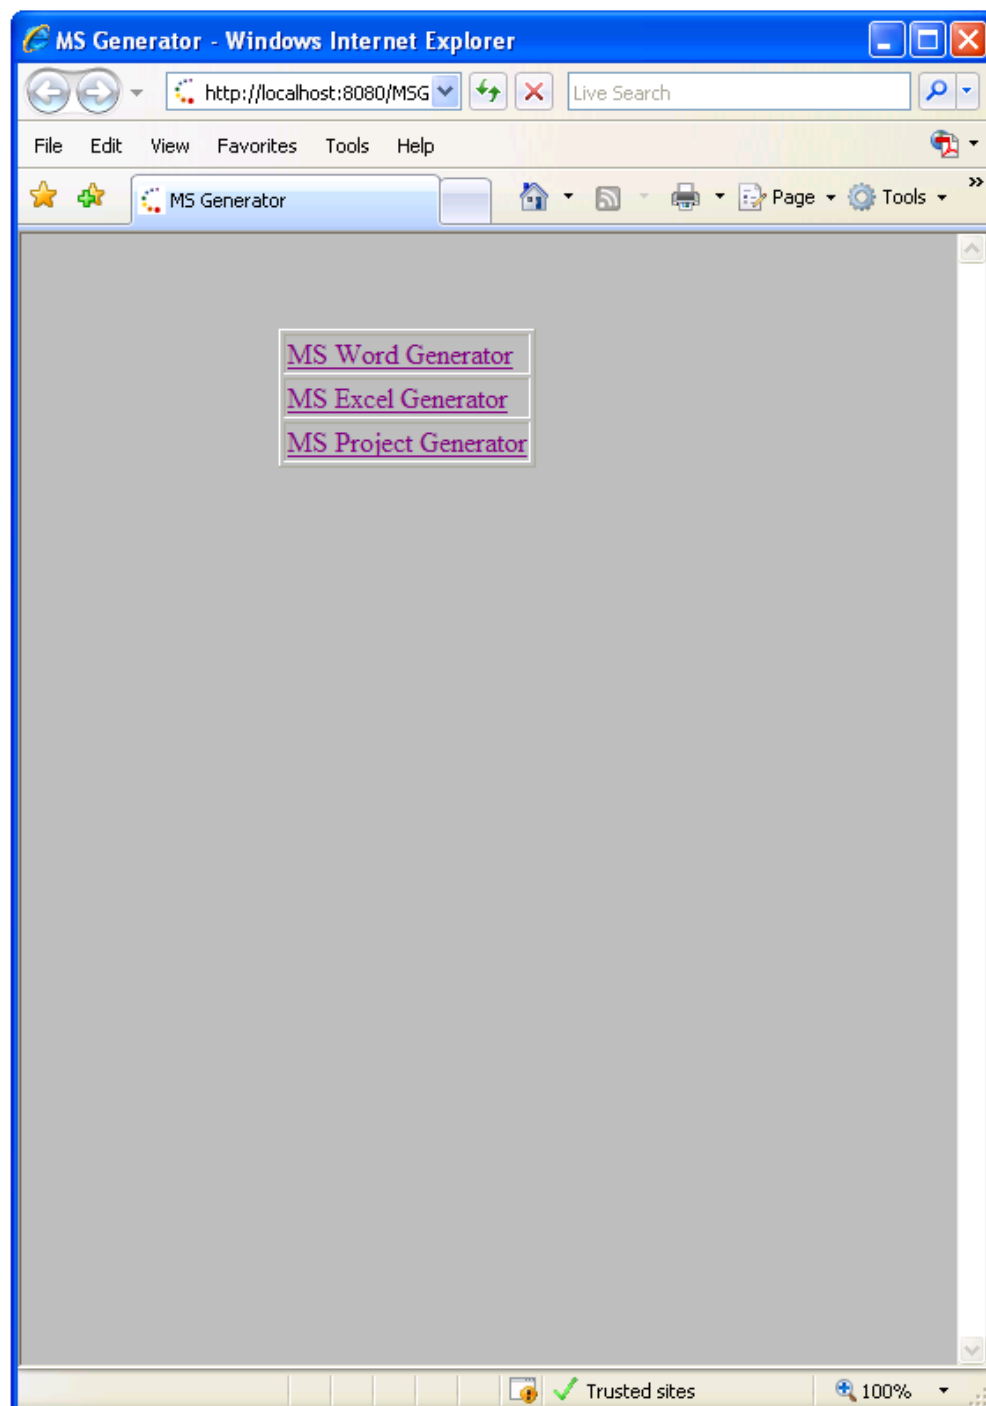 MS Generator - Windows Internet Explorer
http://localhost:8080/MSG
Live Search
File Edit View Favorites Tools Help
MS Generator
Page Tools
MS Word Generator
MS Excel Generator
MS Project Generator
Trusted sites
100%